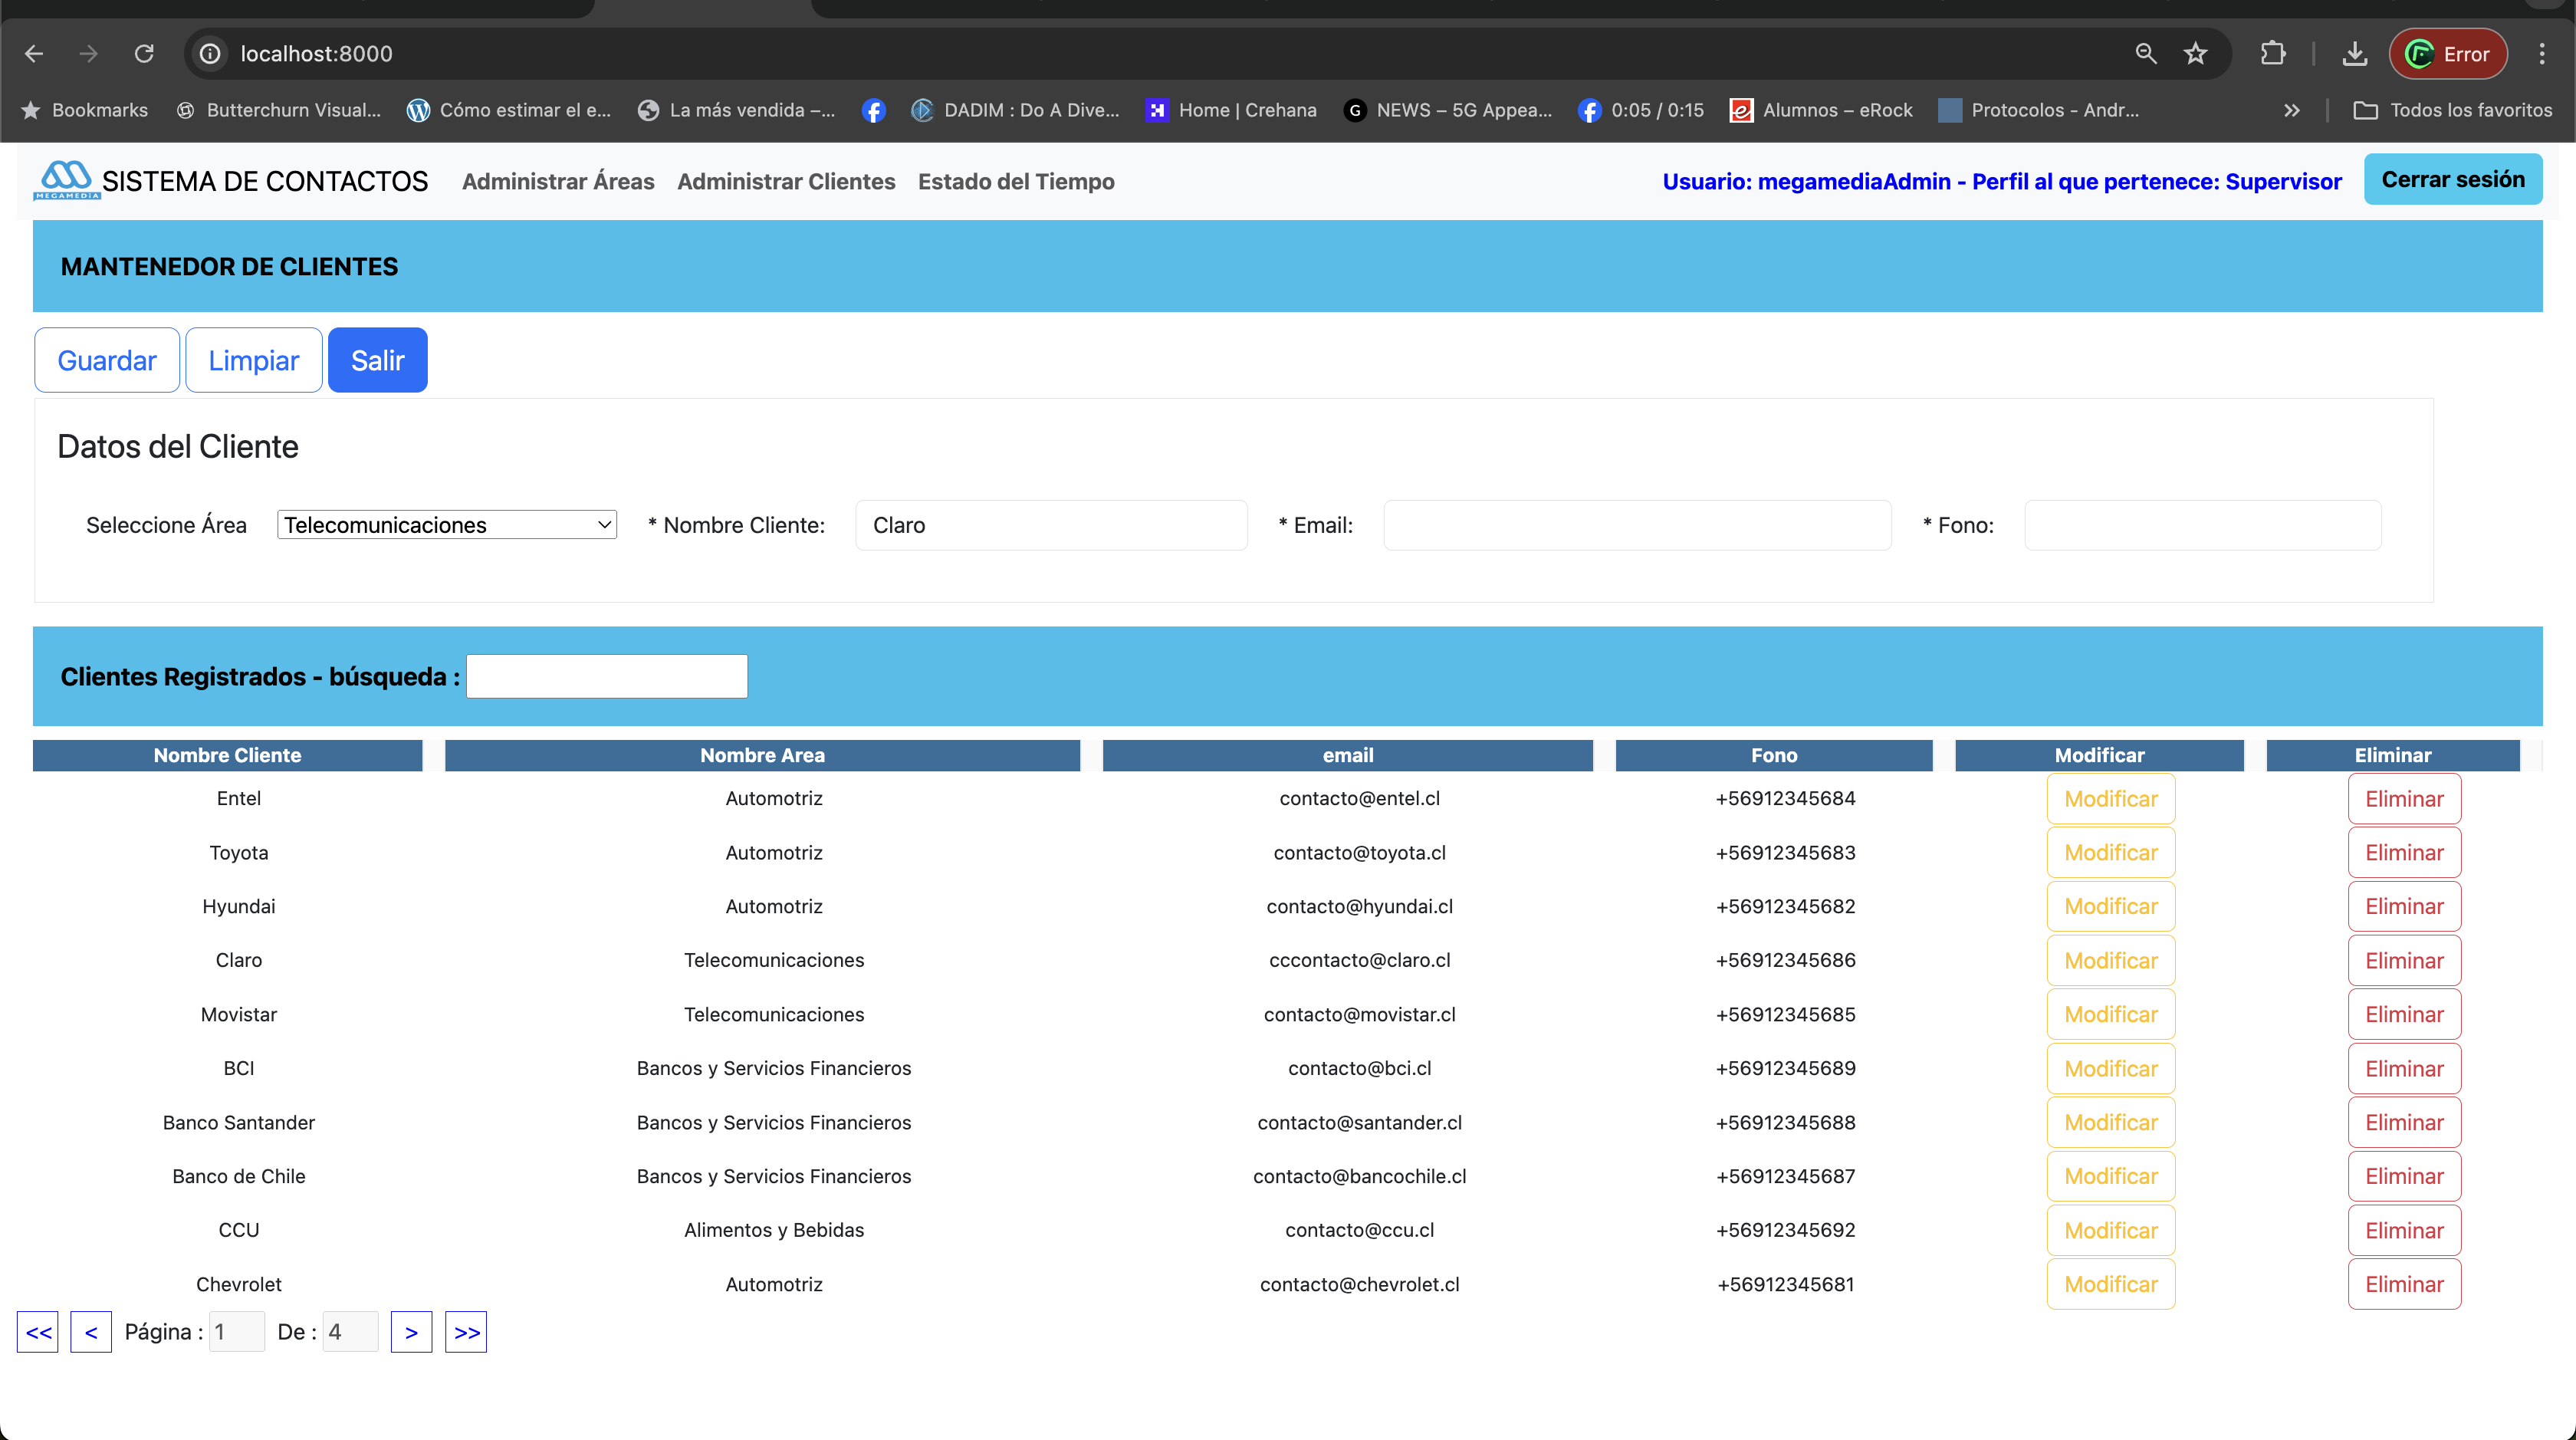 localhost:8000
Error
Bookmarks
Butterchurn Visual...
Cómo estimar el e...
La más vendida –...
DADIM : Do A Dive...
Home | Crehana
NEWS – 5G Appea...
0:05 / 0:15
Alumnos – eRock
Protocolos - Andr...
Todos los favoritos
MEGAMEDIA
SISTEMA DE CONTACTOS
Administrar Áreas
Administrar Clientes
Estado del Tiempo
Usuario: megamediaAdmin - Perfil al que pertenece: Supervisor
Cerrar sesión
MANTENEDOR DE CLIENTES
Guardar
Limpiar
Salir
Datos del Cliente
Seleccione Área
Telecomunicaciones
* Nombre Cliente:
Claro
* Email:
* Fono:
Clientes Registrados - búsqueda :
Nombre Cliente Nombre Area email Fono Modificar Eliminar
Entel Automotriz contacto@entel.cl +56912345684 Modificar Eliminar
Toyota Automotriz contacto@toyota.cl +56912345683 Modificar Eliminar
Hyundai Automotriz contacto@hyundai.cl +56912345682 Modificar Eliminar
Claro Telecomunicaciones cccontacto@claro.cl +56912345686 Modificar Eliminar
Movistar Telecomunicaciones contacto@movistar.cl +56912345685 Modificar Eliminar
BCI Bancos y Servicios Financieros contacto@bci.cl +56912345689 Modificar Eliminar
Banco Santander Bancos y Servicios Financieros contacto@santander.cl +56912345688 Modificar Eliminar
Banco de Chile Bancos y Servicios Financieros contacto@bancochile.cl +56912345687 Modificar Eliminar
CCU Alimentos y Bebidas contacto@ccu.cl +56912345692 Modificar Eliminar
Chevrolet Automotriz contacto@chevrolet.cl +56912345681 Modificar Eliminar
<< < Página : 1 De : 4 > >>